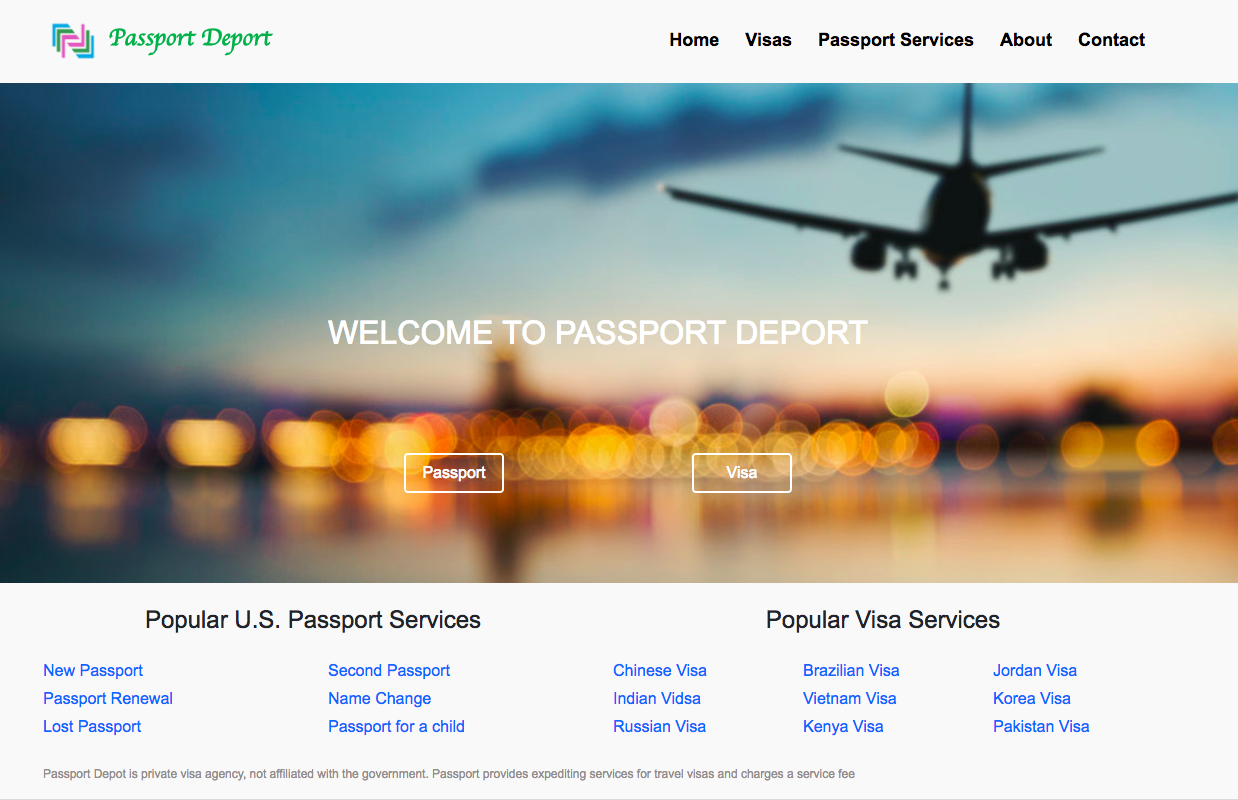 Passport Deport
Home Visas Passport Services About Contact
WELCOME TO PASSPORT DEPORT
Passport Visa
Popular U.S. Passport Services
New Passport Second Passport
Passport Renewal Name Change
Lost Passport Passport for a child
Popular Visa Services
Chinese Visa Brazilian Visa Jordan Visa
Indian Vidsa Vietnam Visa Korea Visa
Russian Visa Kenya Visa Pakistan Visa
Passport Depot is private visa agency, not affiliated with the government. Passport provides expediting services for travel visas and charges a service fee